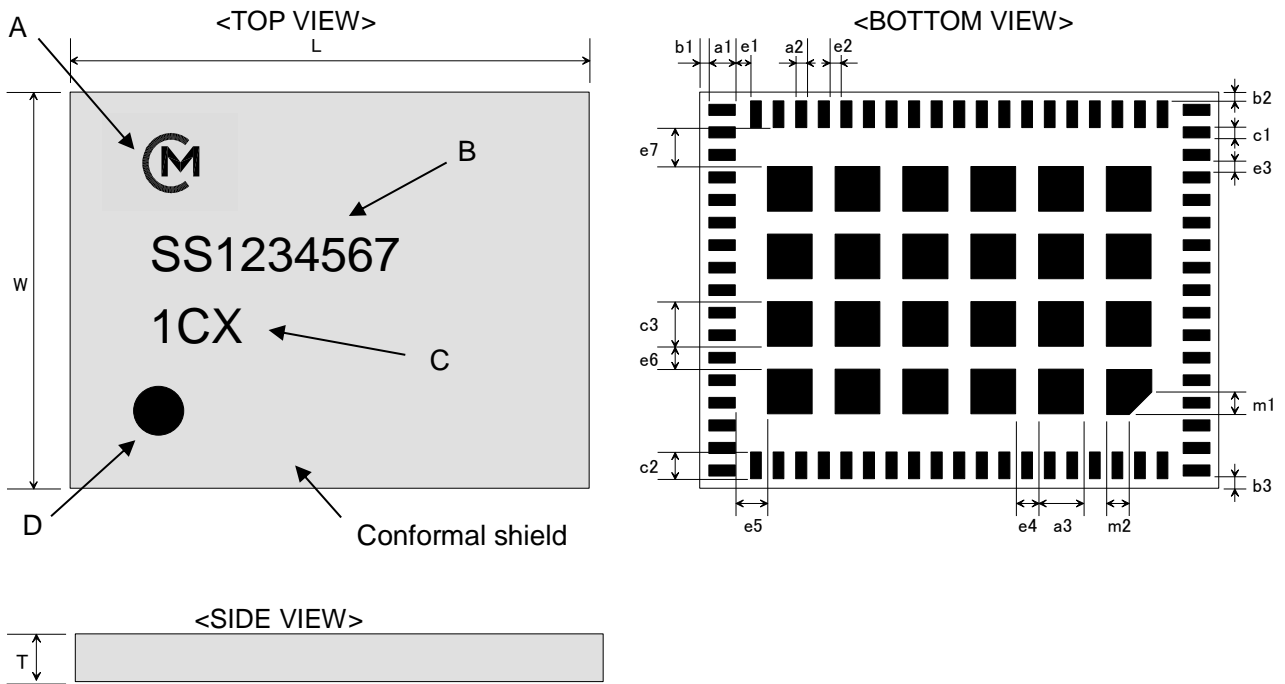 <TOP VIEW>
A
L
W
M
B
SS1234567
1CX
C
D
Conformal shield
<BOTTOM VIEW>
b1 a1 e1 a2 e2
b2
c1
e3
e7
c3
e6
m1
c2
b3
e5 e4 a3 m2
<SIDE VIEW>
T